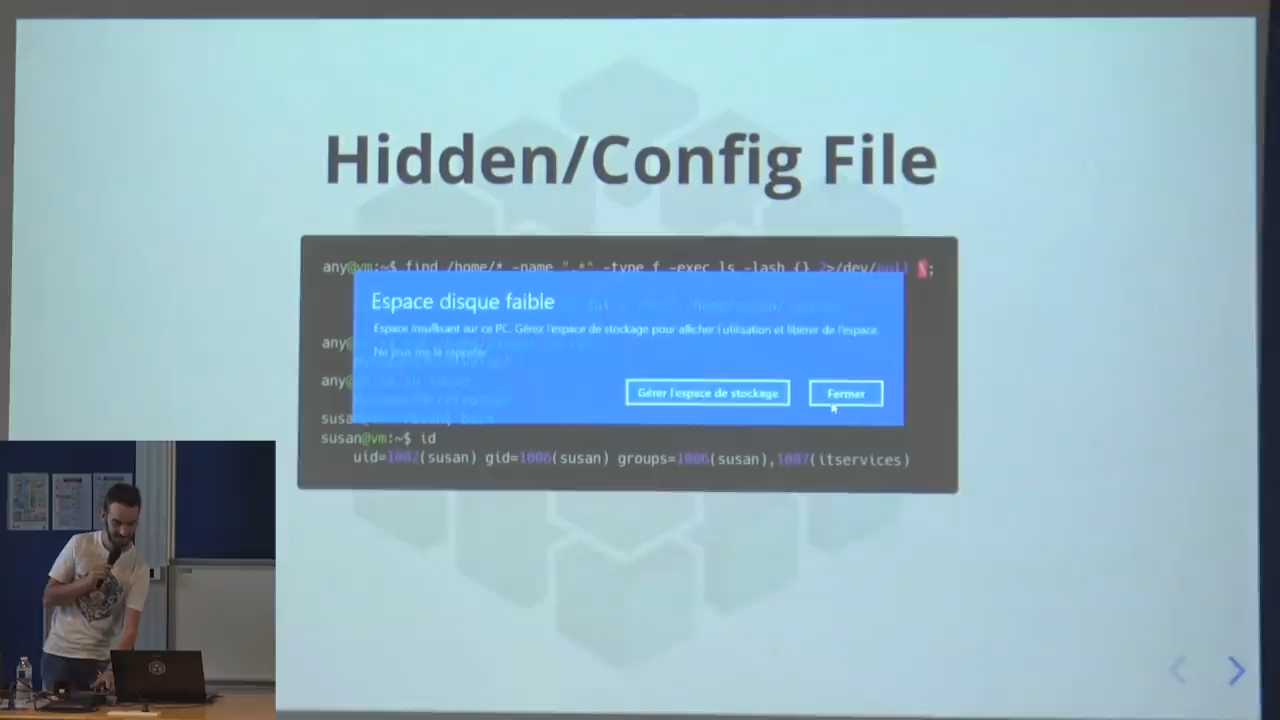 Hidden/Config File
any@vm:~$ find /home/* -name ".*" -type f -exec ls -lash {} 2>/dev/null \;
Espace disque faible
Espace insuffisant sur ce PC. Gérez l'espace de stockage pour afficher l'utilisation et libérer de l'espace.
any@
Ne plus me le rappeler
any@
Gérer l'espace de stockage
Fermer
susan
susan@vm:~$ id
uid=1002(susan) gid=1006(susan) groups=1006(susan),1007(itservices)